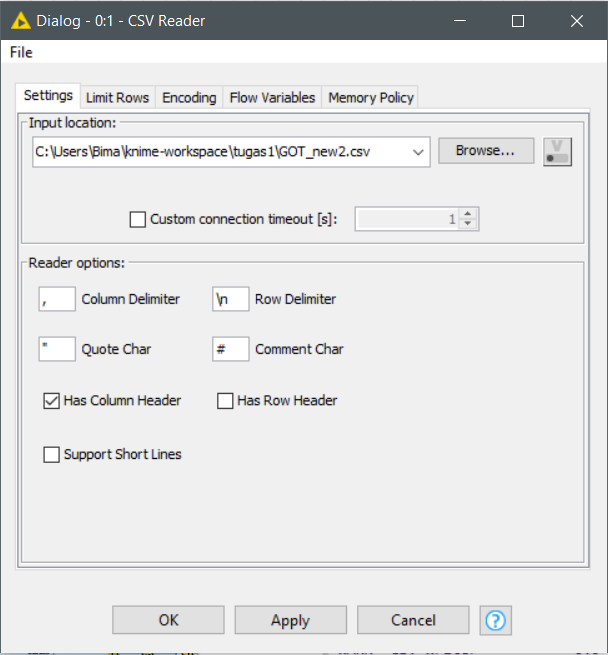 Dialog - 0:1 - CSV Reader
File
Settings Limit Rows Encoding Flow Variables Memory Policy
Input location:
C:\Users\Bima\knime-workspace\tugas1\GOT_new2.csv Browse... V
Custom connection timeout [s]: 1
Reader options:
, Column Delimiter \n Row Delimiter
" Quote Char # Comment Char
Has Column Header Has Row Header
Support Short Lines
OK Apply Cancel ?